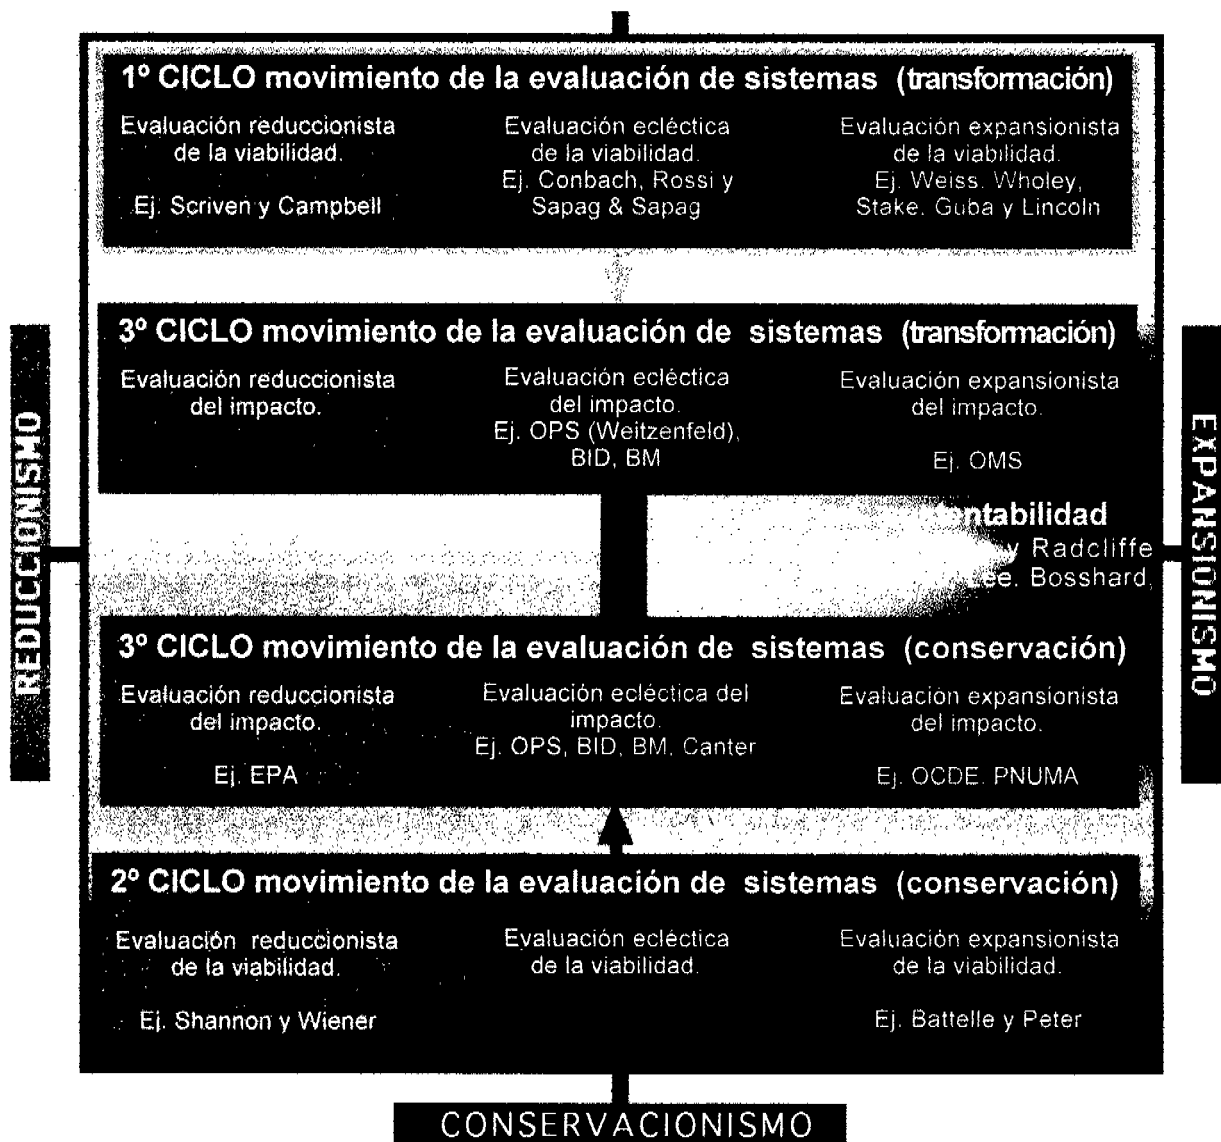 1º CICLO movimiento de la evaluación de sistemas (transformación)
Evaluación reduccionista
de la viabilidad.
Ej. Scriven y Campbell
Evaluación ecléctica
de la viabilidad.
Ej. Conbach, Rossi y
Sapag & Sapag
Evaluación expansionista
de la viabilidad.
Ej. Weiss. Wholey,
Stake. Guba y Lincoln
3º CICLO movimiento de la evaluación de sistemas (transformación)
Evaluación reduccionista
del impacto.
Evaluación ecléctica
del impacto.
Ej. OPS (Weitzenfeld),
BID, BM
Evaluación expansionista
del impacto.
Ej. OMS
REDUCCIONISMO
EXPANSIONISMO
tentabilidad
y Radcliffe
Lee. Bosshard,
3º CICLO movimiento de la evaluación de sistemas (conservación)
Evaluación reduccionista
del impacto.
Ej. EPA
Evaluación ecléctica del
impacto.
Ej. OPS, BID, BM, Canter
Evaluación expansionista
del impacto.
Ej. OCDE. PNUMA
2º CICLO movimiento de la evaluación de sistemas (conservación)
Evaluación reduccionista
de la viabilidad.
Ej. Shannon y Wiener
Evaluación ecléctica
de la viabilidad.
Evaluación expansionista
de la viabilidad.
Ej. Battelle y Peter
CONSERVACIONISMO